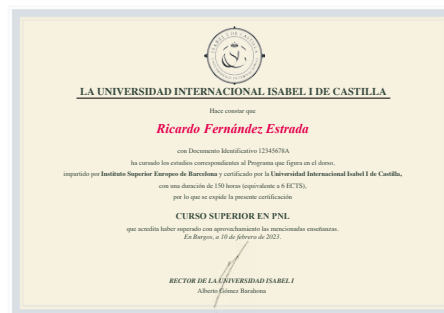 LA UNIVERSIDAD INTERNACIONAL ISABEL I DE CASTILLA
Hace constar que
Ricardo Fernández Estrada
con Documento Identificativo 12345678A
ha cursado los estudios correspondientes al Programa que figura en el dorso,
impartido por Instituto Superior Europeo de Barcelona y certificado por la Universidad Internacional Isabel I de Castilla,
con una duración de 150 horas (equivalente a 6 ECTS),
por lo que se expide la presente certificación
CURSO SUPERIOR EN PNL
que acredita haber superado con aprovechamiento las mencionadas enseñanzas.
En Burgos, a 10 de febrero de 2023.
RECTOR DE LA UNIVERSIDAD ISABEL I
Alberto Gómez Barahona